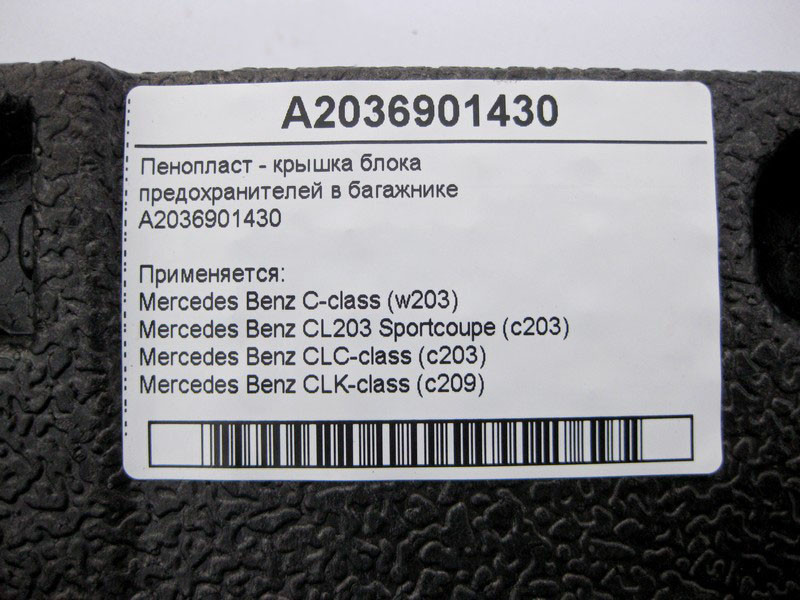 A2036901430
Пенопласт - крышка блока
предохранителей в багажнике
A2036901430
Применяется:
Mercedes Benz C-class (w203)
Mercedes Benz CL203 Sportcoupe (c203)
Mercedes Benz CLC-class (c203)
Mercedes Benz CLK-class (c209)